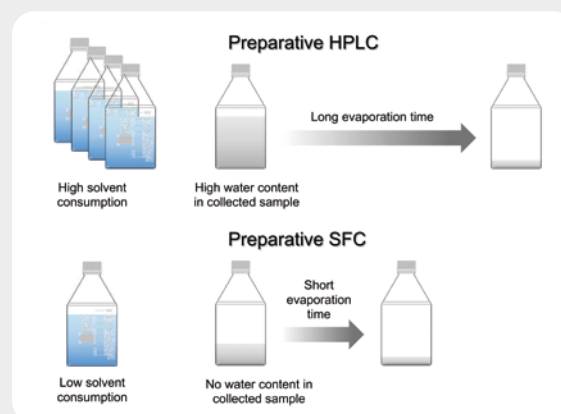 Preparative HPLC
Long evaporation time
High solvent
consumption
High water content
in collected sample
Preparative SFC
Short
evaporation
time
Low solvent
consumption
No water content in
collected sample